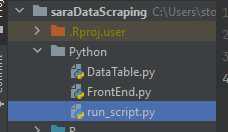 saraDataScraping C:\Users\sto
.Rproj.user
Python
DataTable.py
FrontEnd.py
run_script.py